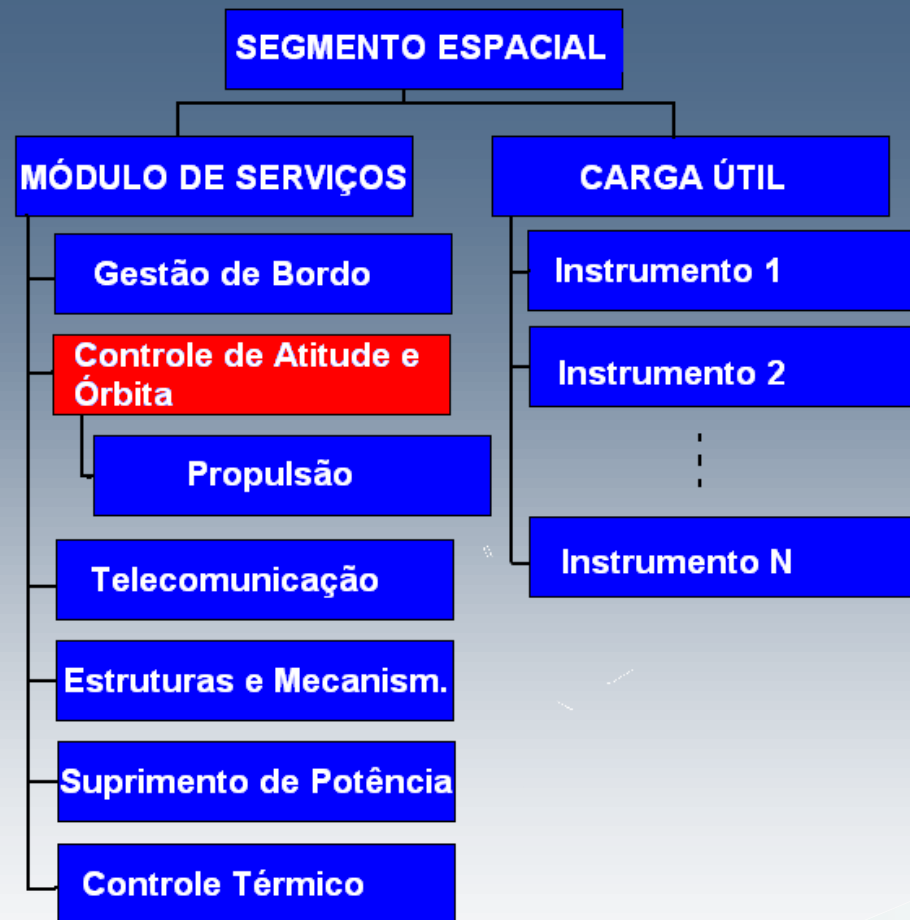 SEGMENTO ESPACIAL
MÓDULO DE SERVIÇOS
Gestão de Bordo
Controle de Atitude e
Órbita
Propulsão
Telecomunicação
Estruturas e Mecanism.
Suprimento de Potência
Controle Térmico
CARGA ÚTIL
Instrumento 1
Instrumento 2
Instrumento N